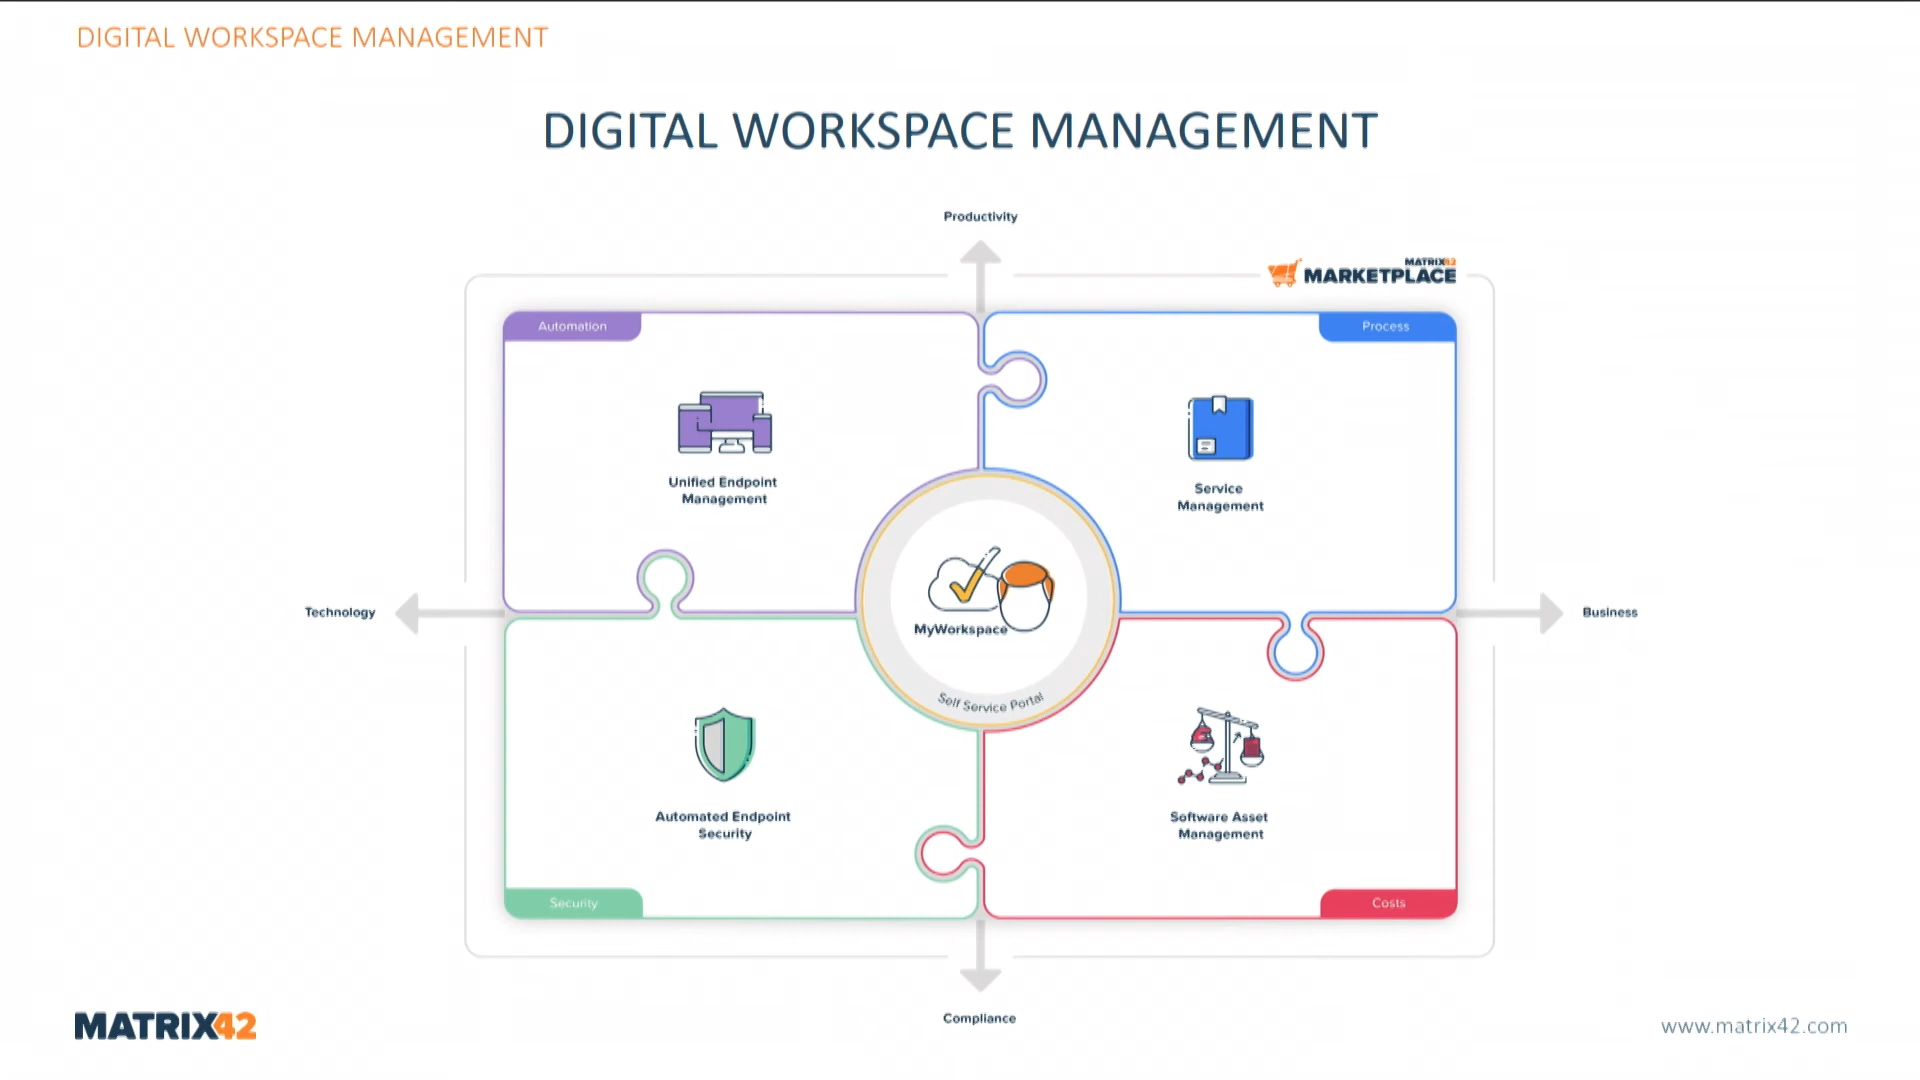 DIGITAL WORKSPACE MANAGEMENT
DIGITAL WORKSPACE MANAGEMENT
Productivity
MATRIX42
MARKETPLACE
Automation
Process
Unified Endpoint
Management
Service
Management
Technology
Business
MyWorkspace
Self Service Portal
Automated Endpoint
Security
Software Asset
Management
Security
Costs
Compliance
MATRIX42
www.matrix42.com